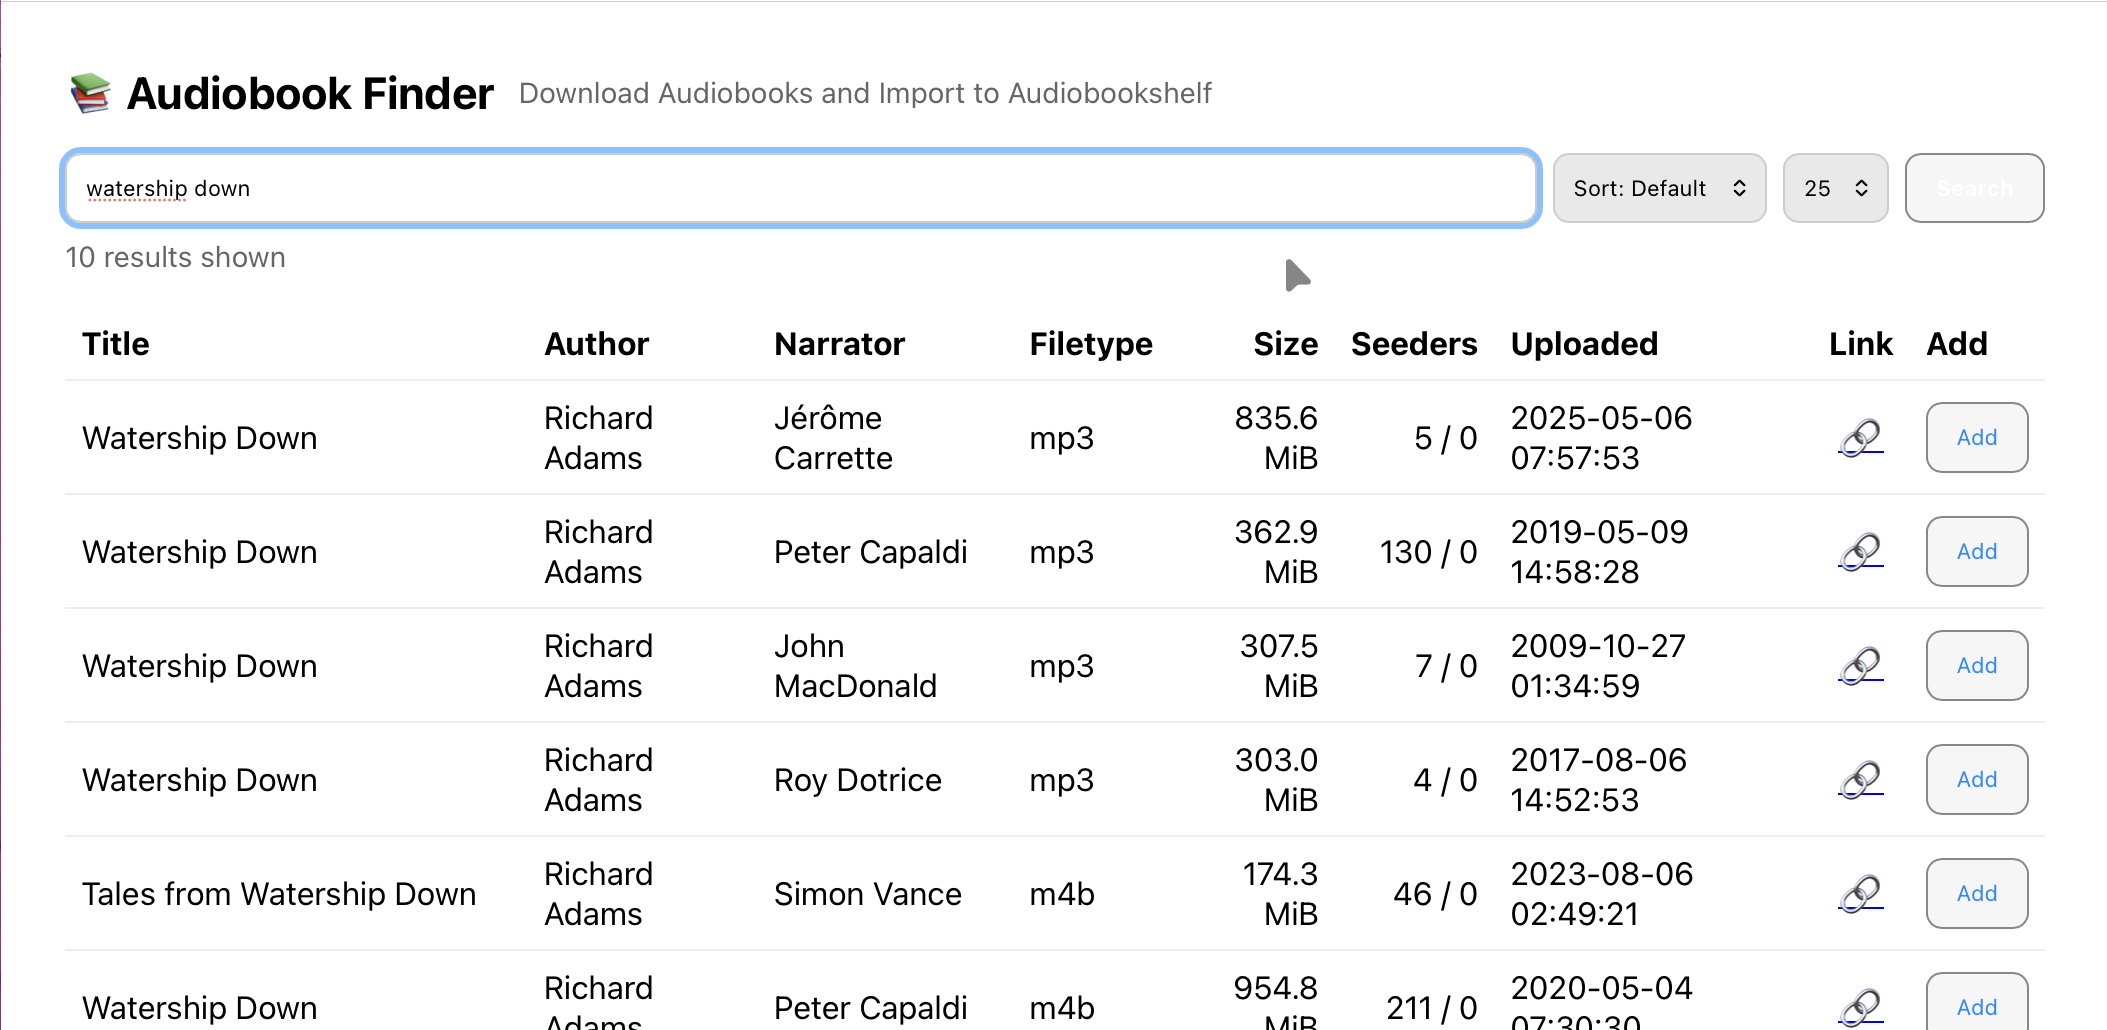 📚 Audiobook Finder Download Audiobooks and Import to Audiobookshelf
watership down Sort: Default 25 Search
10 results shown
Title Author Narrator Filetype Size Seeders Uploaded Link Add
Watership Down Richard Adams Jérôme Carrette mp3 835.6 MiB 5 / 0 2025-05-06 07:57:53 🔗 Add
Watership Down Richard Adams Peter Capaldi mp3 362.9 MiB 130 / 0 2019-05-09 14:58:28 🔗 Add
Watership Down Richard Adams John MacDonald mp3 307.5 MiB 7 / 0 2009-10-27 01:34:59 🔗 Add
Watership Down Richard Adams Roy Dotrice mp3 303.0 MiB 4 / 0 2017-08-06 14:52:53 🔗 Add
Tales from Watership Down Richard Adams Simon Vance m4b 174.3 MiB 46 / 0 2023-08-06 02:49:21 🔗 Add
Watership Down Richard Adams Peter Capaldi m4b 954.8 MiB 211 / 0 2020-05-04 07:30:30 🔗 Add